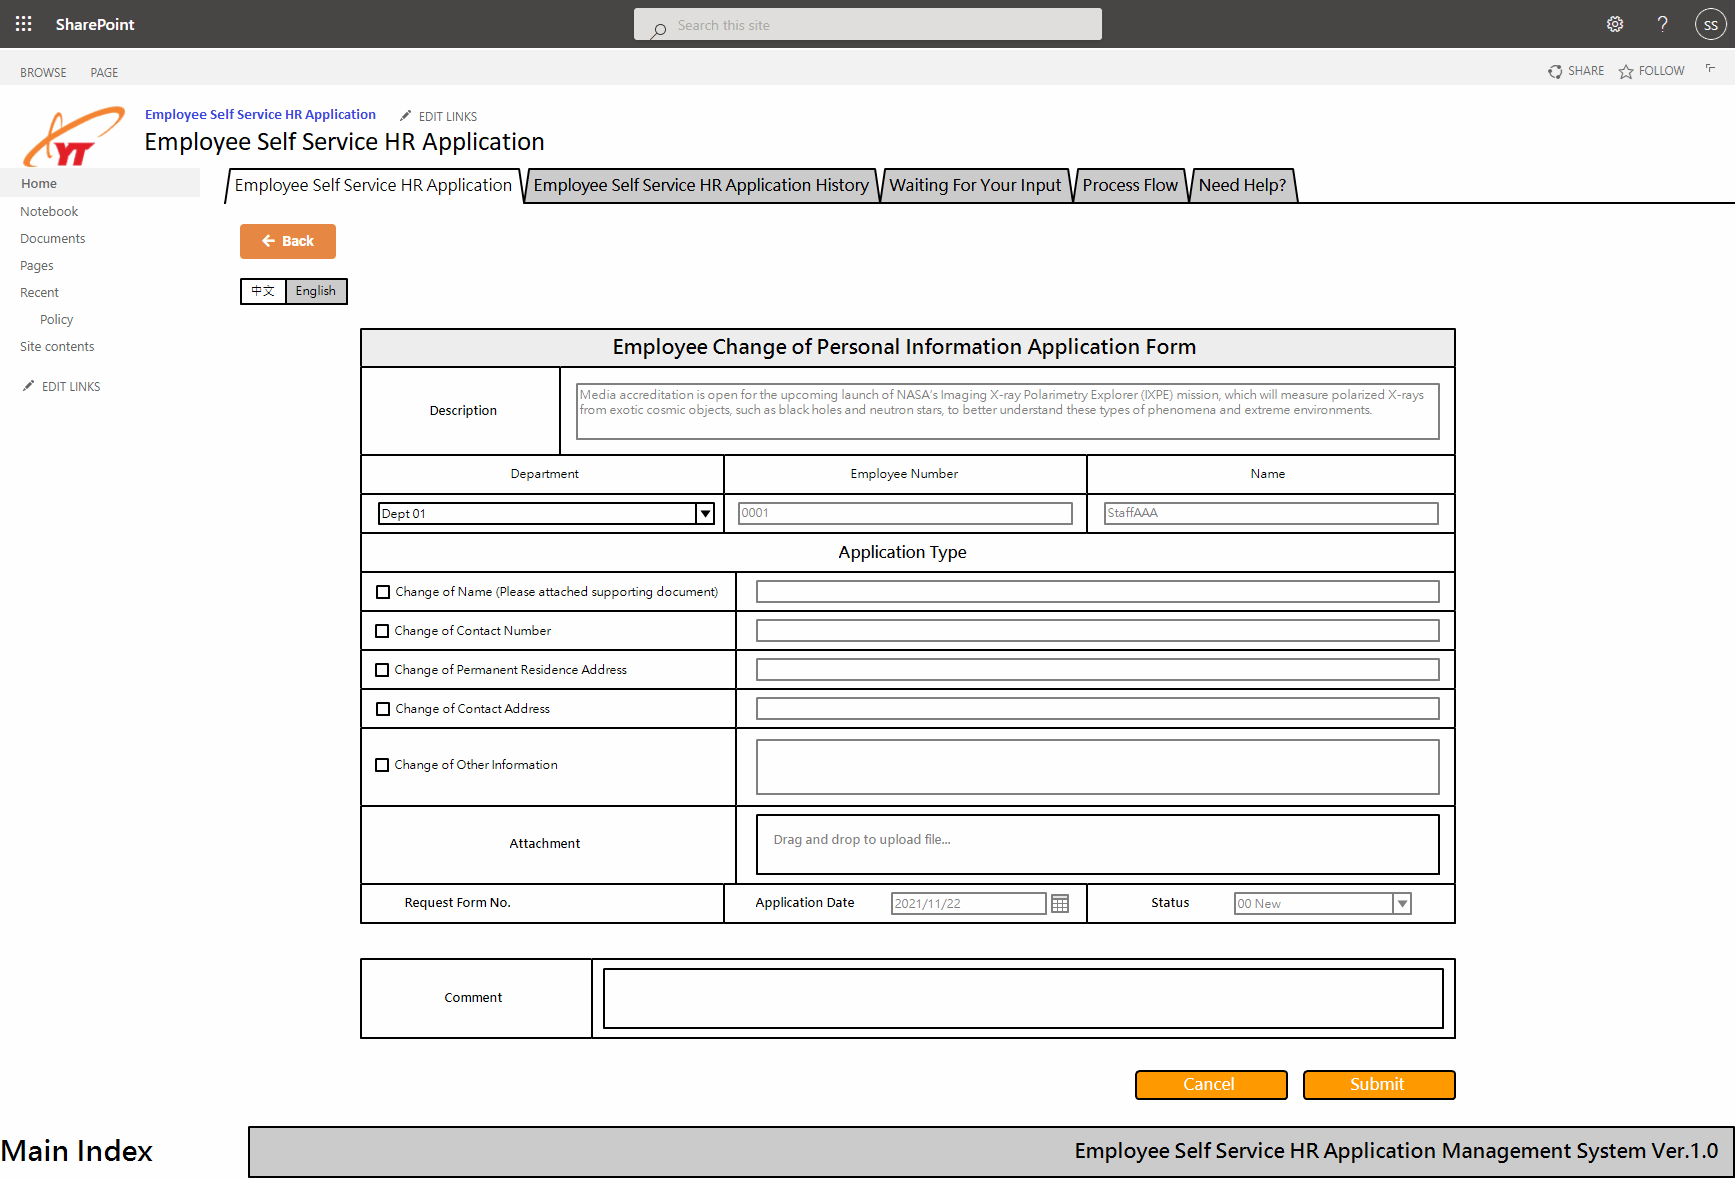 SharePoint
Search this site
?
SS
BROWSE
PAGE
SHARE
FOLLOW
YT
Employee Self Service HR Application
EDIT LINKS
Employee Self Service HR Application
Home
Notebook
Documents
Pages
Recent
Policy
Site contents
EDIT LINKS
Employee Self Service HR Application
Employee Self Service HR Application History
Waiting For Your Input
Process Flow
Need Help?
Back
中文
English
Employee Change of Personal Information Application Form
Description
Media accreditation is open for the upcoming launch of NASA's Imaging X-ray Polarimetry Explorer (IXPE) mission, which will measure polarized X-rays
from exotic cosmic objects, such as black holes and neutron stars, to better understand these types of phenomena and extreme environments.
Department
Employee Number
Name
Dept 01
0001
StaffAAA
Application Type
Change of Name (Please attached supporting document)
Change of Contact Number
Change of Permanent Residence Address
Change of Contact Address
Change of Other Information
Attachment
Drag and drop to upload file...
Request Form No.
Application Date
2021/11/22
Status
00 New
Comment
Cancel
Submit
Main Index
Employee Self Service HR Application Management System Ver.1.0